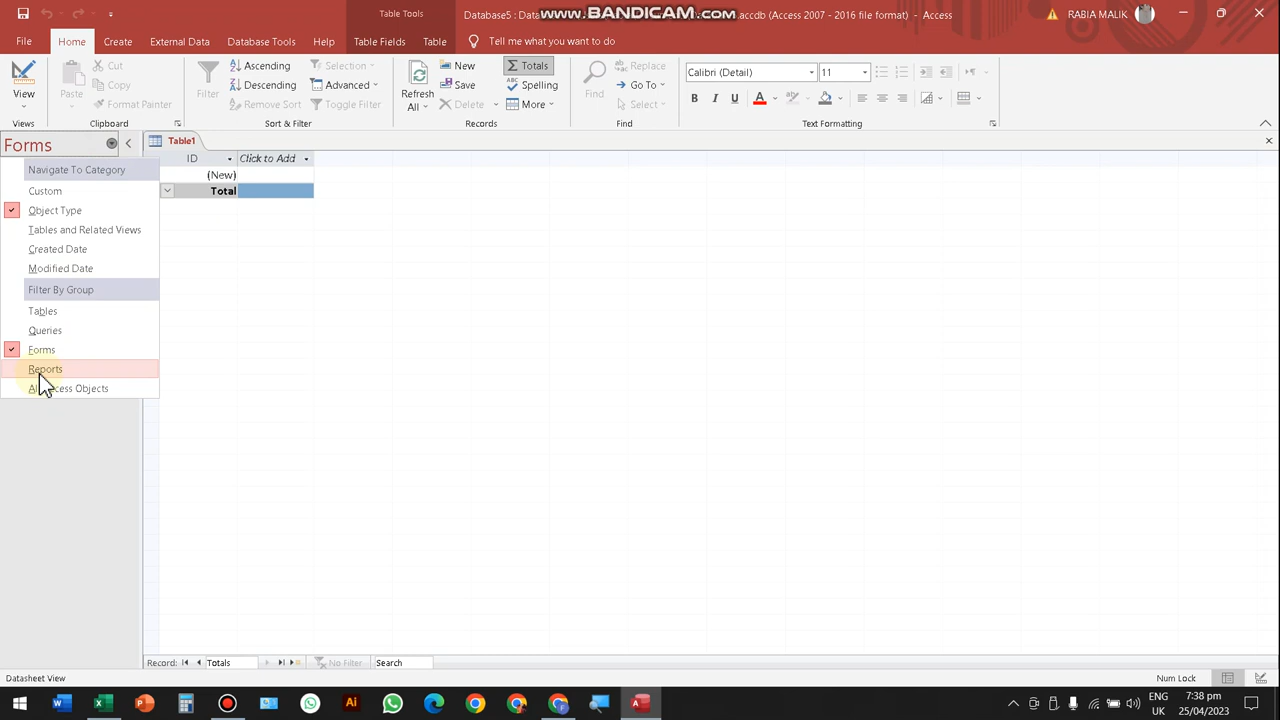 Table Tools
Database5 : Dat
www.BANDICAM.com
.accdb (Access 2007 - 2016 file format) - Access
RABIA MALIK
File Home Create External Data Database Tools Help Table Fields Table Tell me what you want to do
View
Views
Paste
Cut
Copy
Format Painter
Clipboard
Filter
Ascending
Descending
Remove Sort
Selection
Advanced
Toggle Filter
Sort & Filter
Refresh
All
New
Save
Delete
Totals
Spelling
More
Records
Find
Replace
Go To
Select
Find
Calibri (Detail) 11
B I U A
Text Formatting
Forms
Navigate To Category
Custom
Object Type
Tables and Related Views
Created Date
Modified Date
Filter By Group
Tables
Queries
Forms
Reports
Table1
ID Click to Add
(New)
Total
Record: Totals No Filter Search
Datasheet View
Num Lock
ENG
UK
7:38 pm
25/04/2023